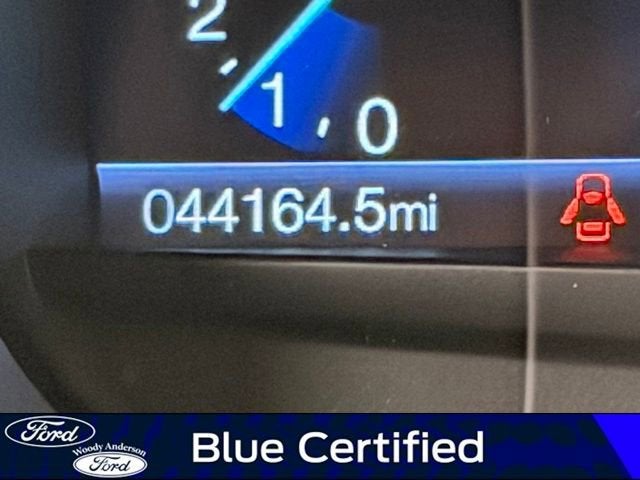 2
1
0
044164.5mi
Ford
Woody Anderson
Ford
Blue Certified